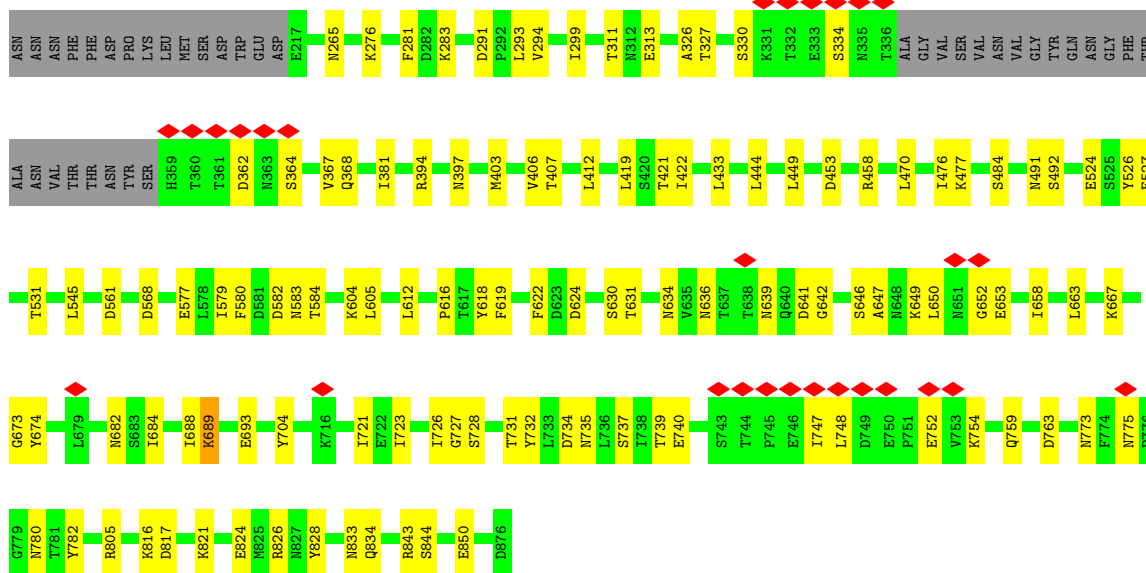 ASN ASN ASN PHE PHE ASP PRO LYS LEU MET SER ASP TRP GLU ASP E217 N265 K276 F281 D282 K283 D291 P292 L293 V294 I299 T311 N312 E313 A326 T327 S330 K331 T332 E333 S334 N335 T336 ALA GLY VAL SER VAL ASN VAL GLY TYR GLN ASN GLY PHE THR
ALA ASN VAL THR THR ASN TYR SER H359 T360 T361 D362 N363 S364 V367 Q368 I381 R394 N397 M403 V406 T407 L412 L419 S420 T421 I422 L433 L444 L449 D453 R458 L470 I476 K477 S484 N491 S492 E524 S525 Y526 E527
T531 L545 D561 D568 E577 L578 I579 F580 D581 D582 N583 T584 K604 L605 L612 P616 T617 Y618 F619 F622 D623 D624 S630 T631 N634 V635 N636 T637 T638 N639 Q640 D641 G642 S646 A647 N648 K649 L650 N651 G652 E653 I658 L663 K667
G673 Y674 L679 N682 S683 I684 I688 K689 E693 Y704 K716 I721 E722 I723 I726 G727 S728 T731 Y732 L733 D734 N735 L736 S737 I738 T739 E740 S743 T744 P745 E746 I747 L748 D749 E750 P751 E752 V753 K754 Q759 D763 N773 F774 N775
G779 N780 T781 Y782 R805 K816 D817 K821 E824 M825 R826 N827 Y828 N833 Q834 R843 S844 E850 D876